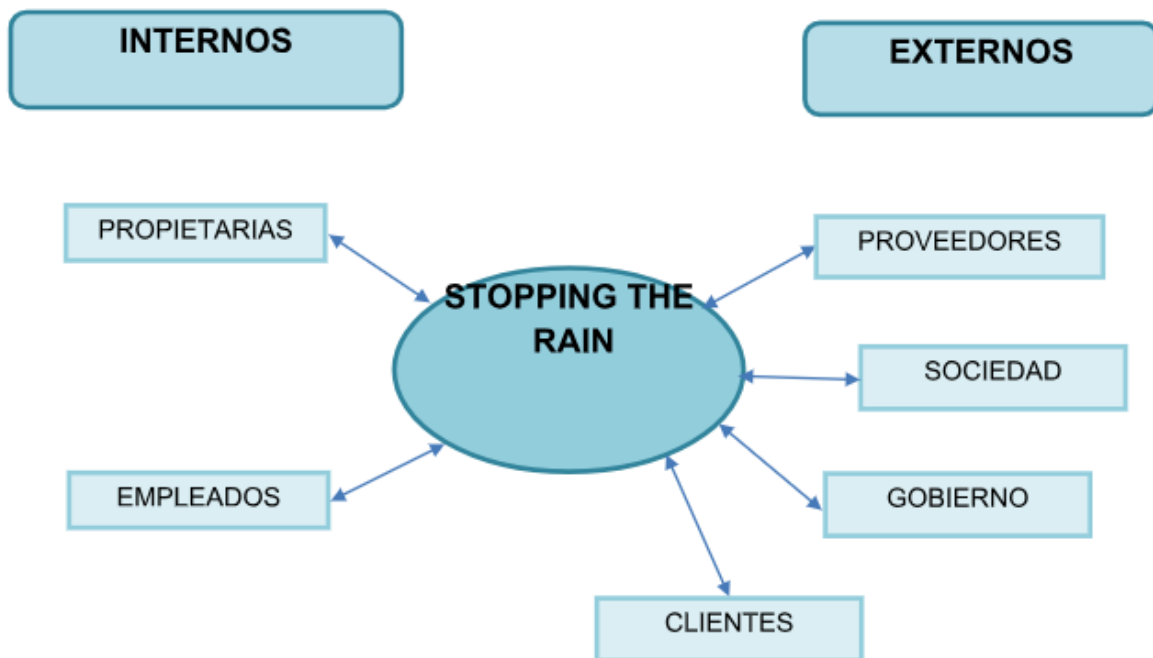 INTERNOS
EXTERNOS
PROPIETARIAS
PROVEEDORES
STOPPING THE
RAIN
SOCIEDAD
EMPLEADOS
GOBIERNO
CLIENTES